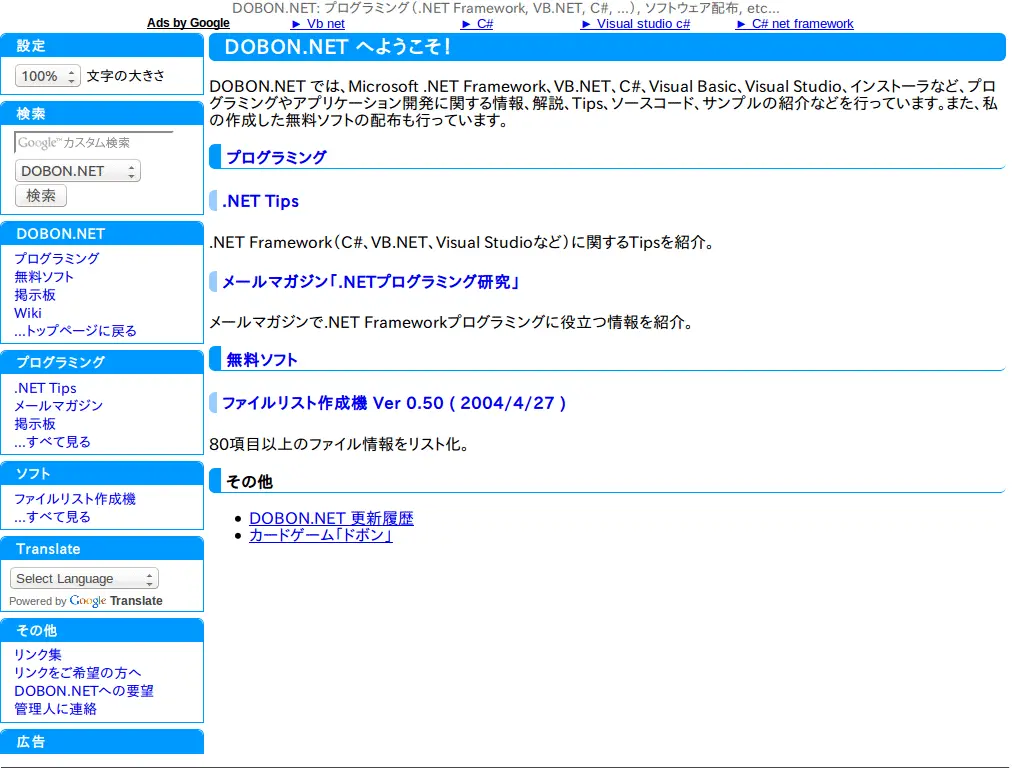 DOBON.NET: プログラミング（.NET Framework, VB.NET, C#, ...）, ソフトウェア配布, etc...
Ads by Google
► Vb net
► C#
► Visual studio c#
► C# net framework
設定
100% 文字の大きさ
検索
Google™カスタム検索
DOBON.NET
検索
DOBON.NET
プログラミング
無料ソフト
掲示板
Wiki
...トップページに戻る
プログラミング
.NET Tips
メールマガジン
掲示板
...すべて見る
ソフト
ファイルリスト作成機
...すべて見る
Translate
Select Language
Powered by Google Translate
その他
リンク集
リンクをご希望の方へ
DOBON.NETへの要望
管理人に連絡
広告
DOBON.NET へようこそ！
DOBON.NET では、Microsoft .NET Framework、VB.NET、C#、Visual Basic、Visual Studio、インストーラなど、プロ
グラミングやアプリケーション開発に関する情報、解説、Tips、ソースコード、サンプルの紹介などを行っています。また、私
の作成した無料ソフトの配布も行っています。
プログラミング
.NET Tips
.NET Framework（C#、VB.NET、Visual Studioなど）に関するTipsを紹介。
メールマガジン「.NETプログラミング研究」
メールマガジンで.NET Frameworkプログラミングに役立つ情報を紹介。
無料ソフト
ファイルリスト作成機 Ver 0.50 ( 2004/4/27 )
80項目以上のファイル情報をリスト化。
その他
● DOBON.NET 更新履歴
● カードゲーム「ドボン」